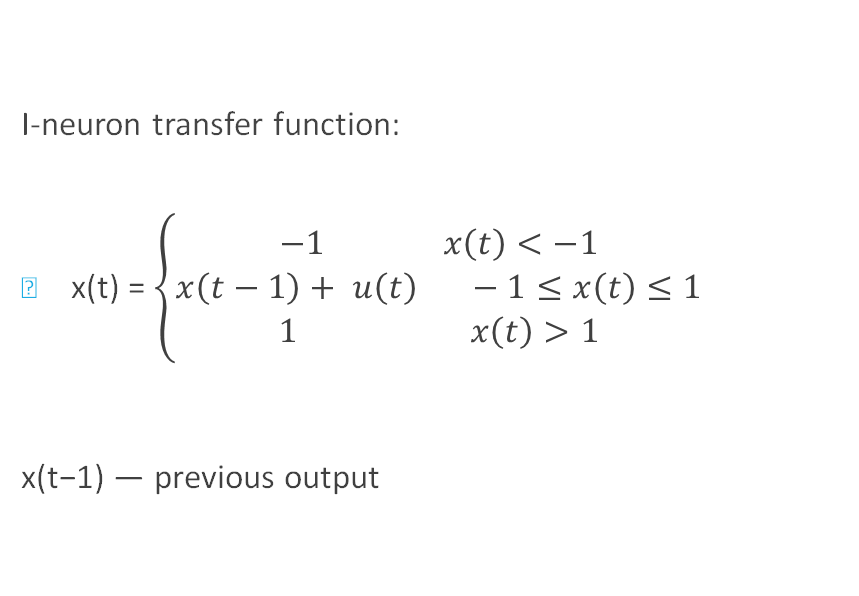 I-neuron transfer function:
−1 x(t) < −1
x(t) = { x(t − 1) + u(t) − 1 ≤ x(t) ≤ 1
1 x(t) > 1
x(t−1) — previous output